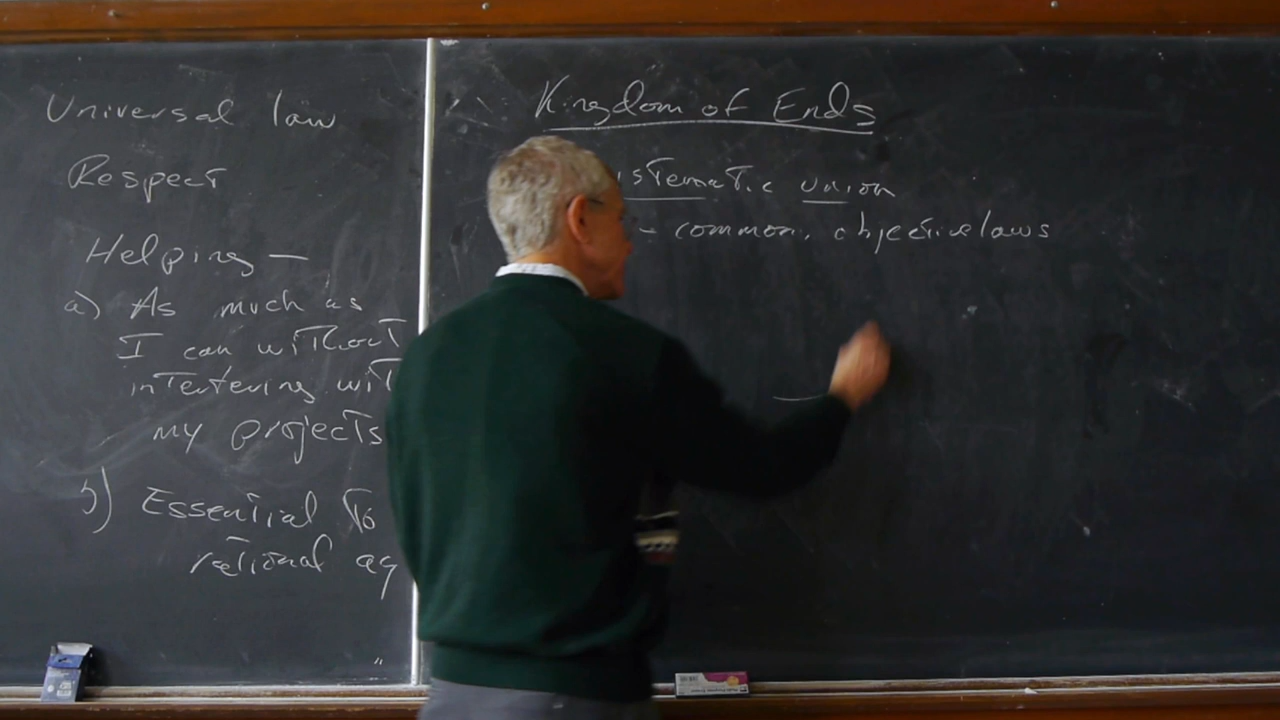 Universal law
Respect
Helping —
a) As much as
I can without
interfering wit
my projects
b) Essential to
rational ag
Kingdom of Ends
istematic union
- common, objective laws